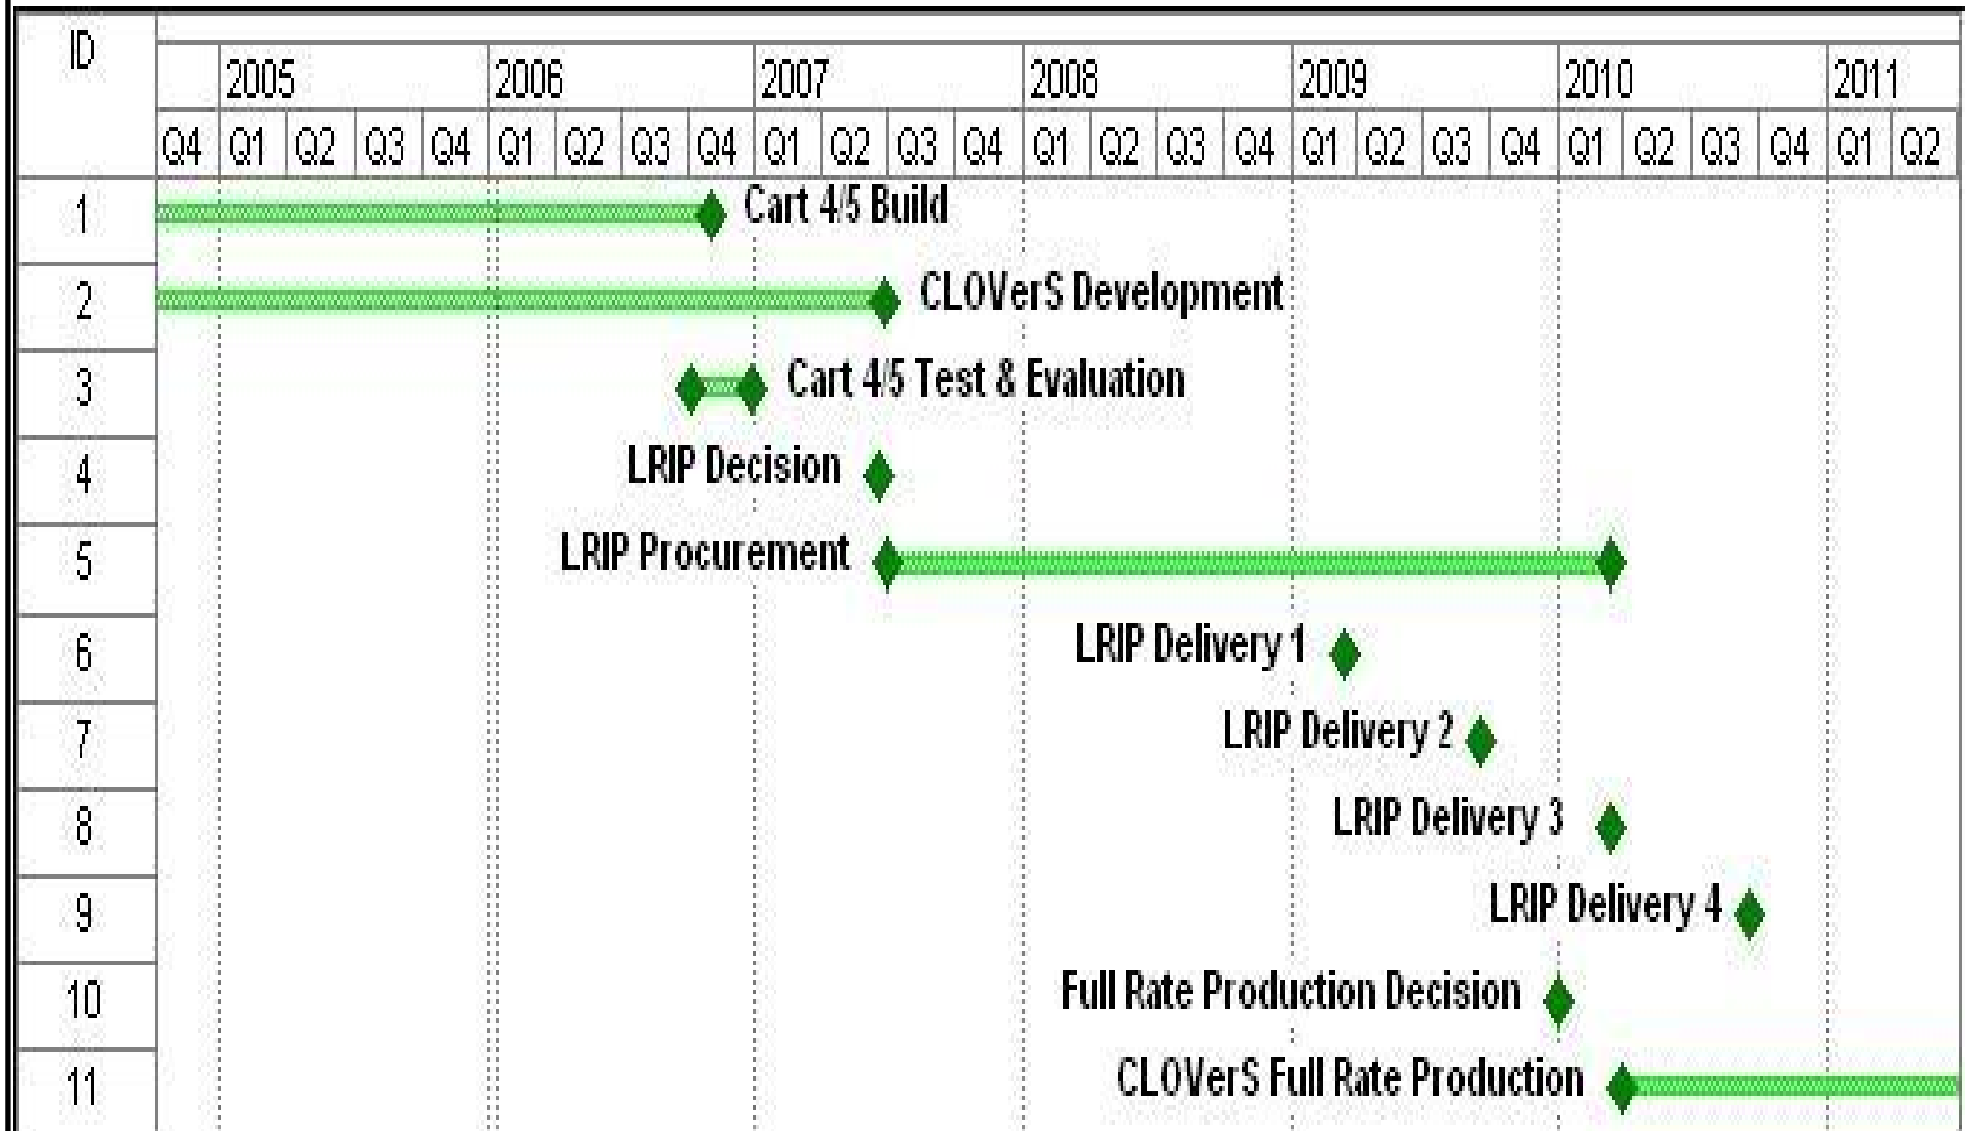 ID
2005 2006 2007 2008 2009 2010 2011
Q4 Q1 Q2 Q3 Q4 Q1 Q2 Q3 Q4 Q1 Q2 Q3 Q4 Q1 Q2 Q3 Q4 Q1 Q2 Q3 Q4 Q1 Q2 Q3 Q4 Q1 Q2
1 Cart 4/5 Build
2 CLOVerS Development
3 Cart 4/5 Test & Evaluation
4 LRIP Decision
5 LRIP Procurement
6 LRIP Delivery 1
7 LRIP Delivery 2
8 LRIP Delivery 3
9 LRIP Delivery 4
10 Full Rate Production Decision
11 CLOVerS Full Rate Production